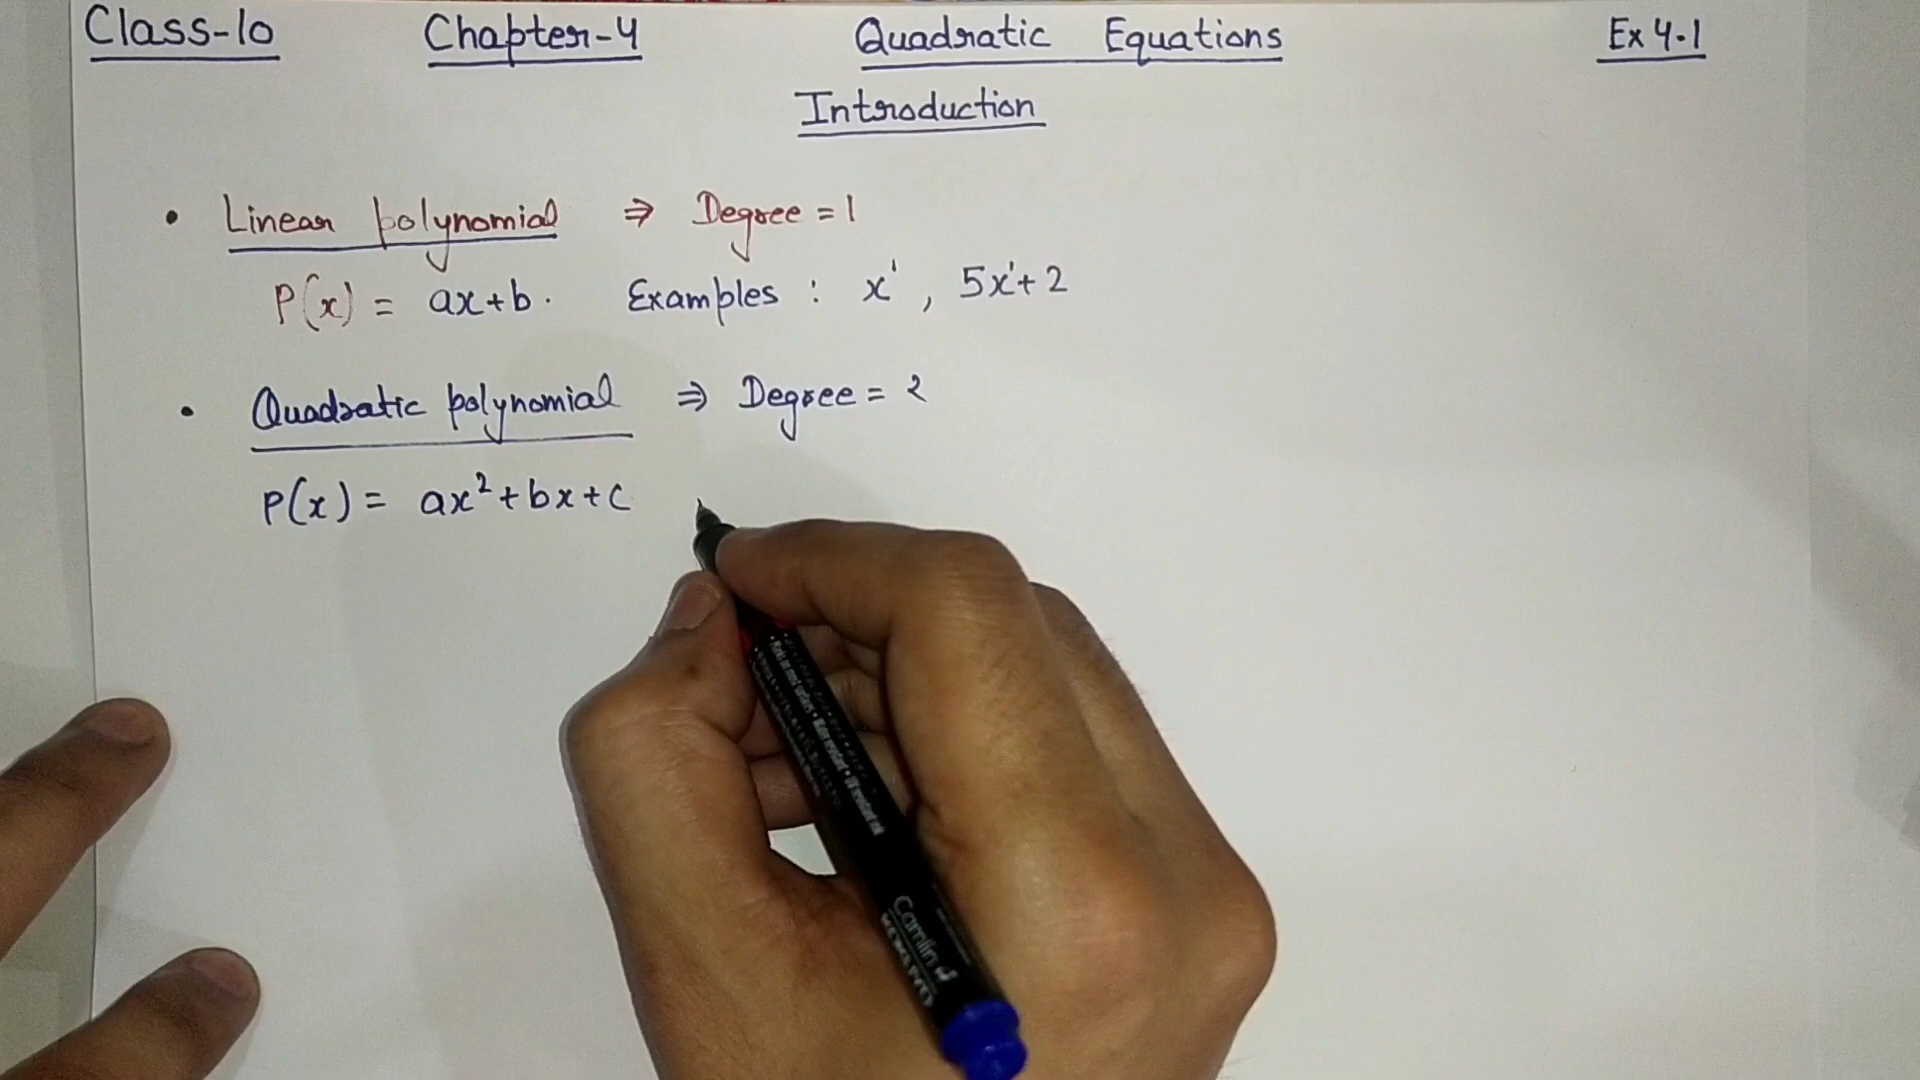 Class-10 Chapter-4 Quadratic Equations Ex 4.1
Introduction
• Linear polynomial ⇒ Degree = 1
P(x) = ax+b. Examples : x¹, 5x¹+2
• Quadratic polynomial ⇒ Degree = 2
P(x) = ax²+bx+c
Camlin